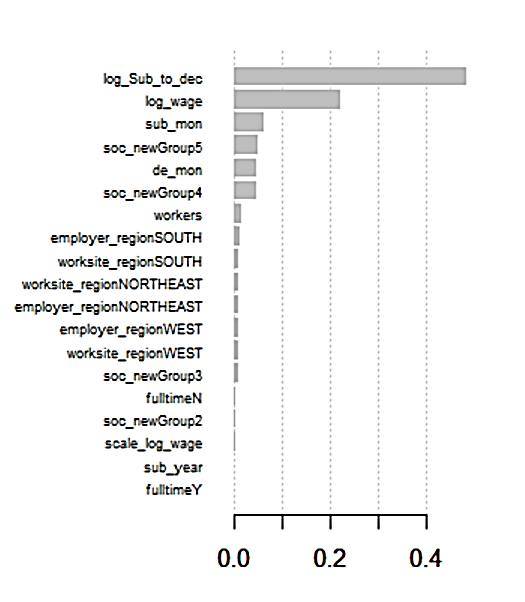 log_Sub_to_dec
log_wage
sub_mon
soc_newGroup5
de_mon
soc_newGroup4
workers
employer_regionSOUTH
worksite_regionSOUTH
worksite_regionNORTHEAST
employer_regionNORTHEAST
employer_regionWEST
worksite_regionWEST
soc_newGroup3
fulltimeN
soc_newGroup2
scale_log_wage
sub_year
fulltimeY
0.0 0.2 0.4